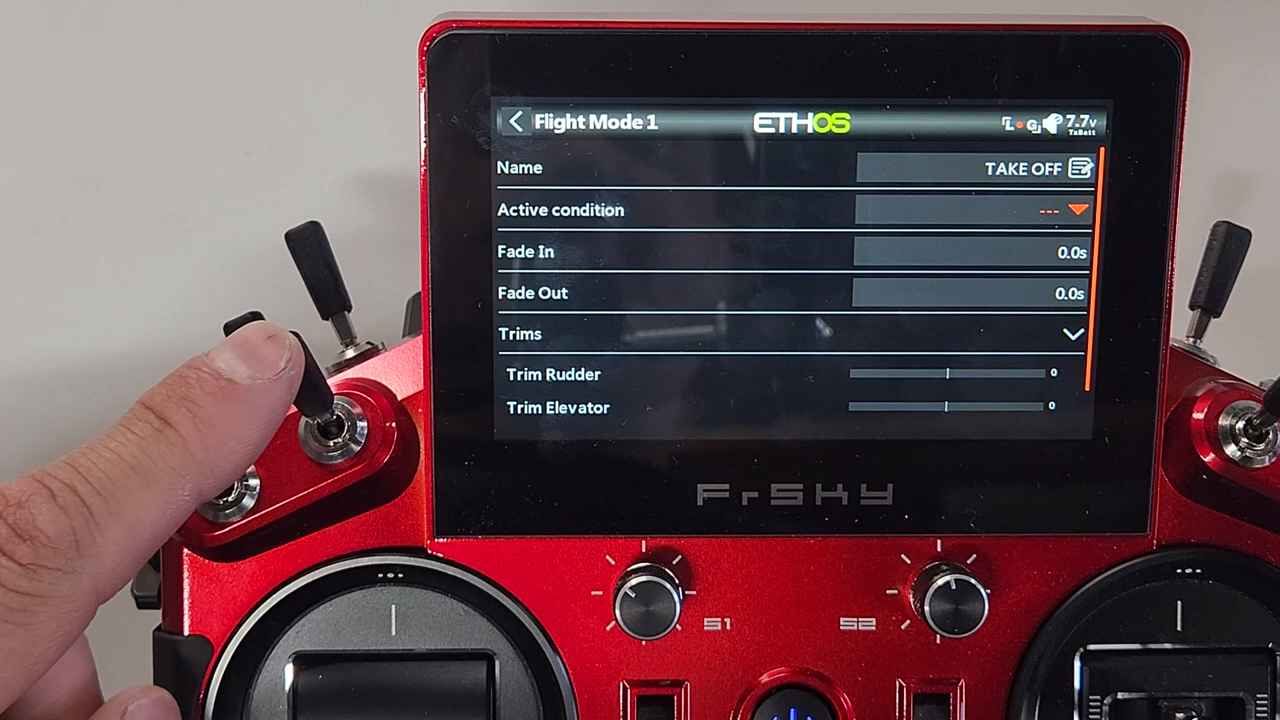 Flight Mode 1 ETHOS L G 7.7v
TxBatt
Name TAKE OFF
Active condition ---
Fade In 0.0s
Fade Out 0.0s
Trims
Trim Rudder 0
Trim Elevator 0
FrSKY
S1 S2